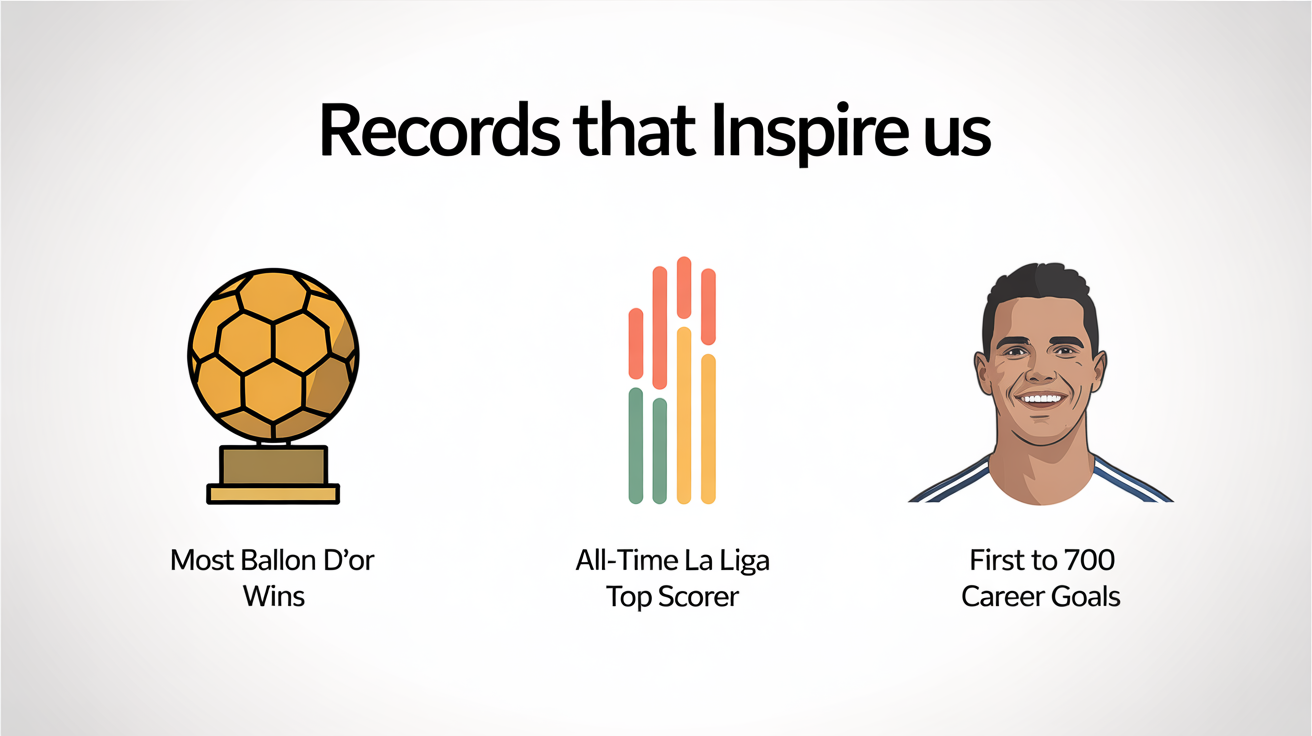 Records that Inspire us
Most Ballon D’or
Wins
All-Time La Liga
Top Scorer
First to 700
Career Goals